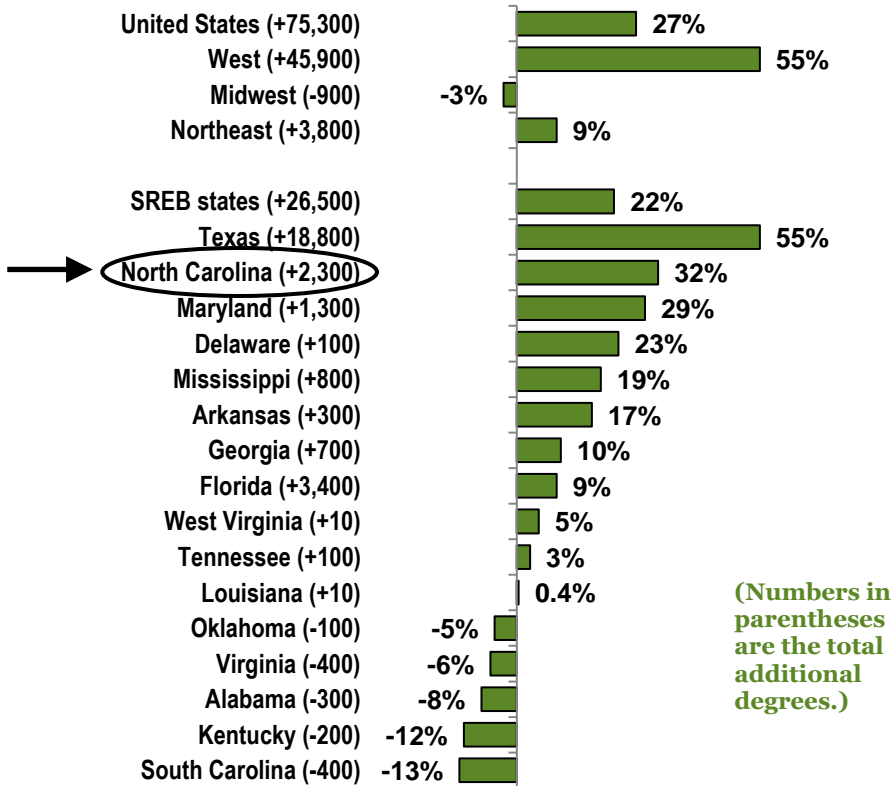 United States (+75,300) 27%
West (+45,900) 55%
Midwest (-900) -3%
Northeast (+3,800) 9%
SREB states (+26,500) 22%
Texas (+18,800) 55%
North Carolina (+2,300) 32%
Maryland (+1,300) 29%
Delaware (+100) 23%
Mississippi (+800) 19%
Arkansas (+300) 17%
Georgia (+700) 10%
Florida (+3,400) 9%
West Virginia (+10) 5%
Tennessee (+100) 3%
Louisiana (+10) 0.4%
Oklahoma (-100) -5%
Virginia (-400) -6%
Alabama (-300) -8%
Kentucky (-200) -12%
South Carolina (-400) -13%
(Numbers in
parentheses
are the total
additional
degrees.)